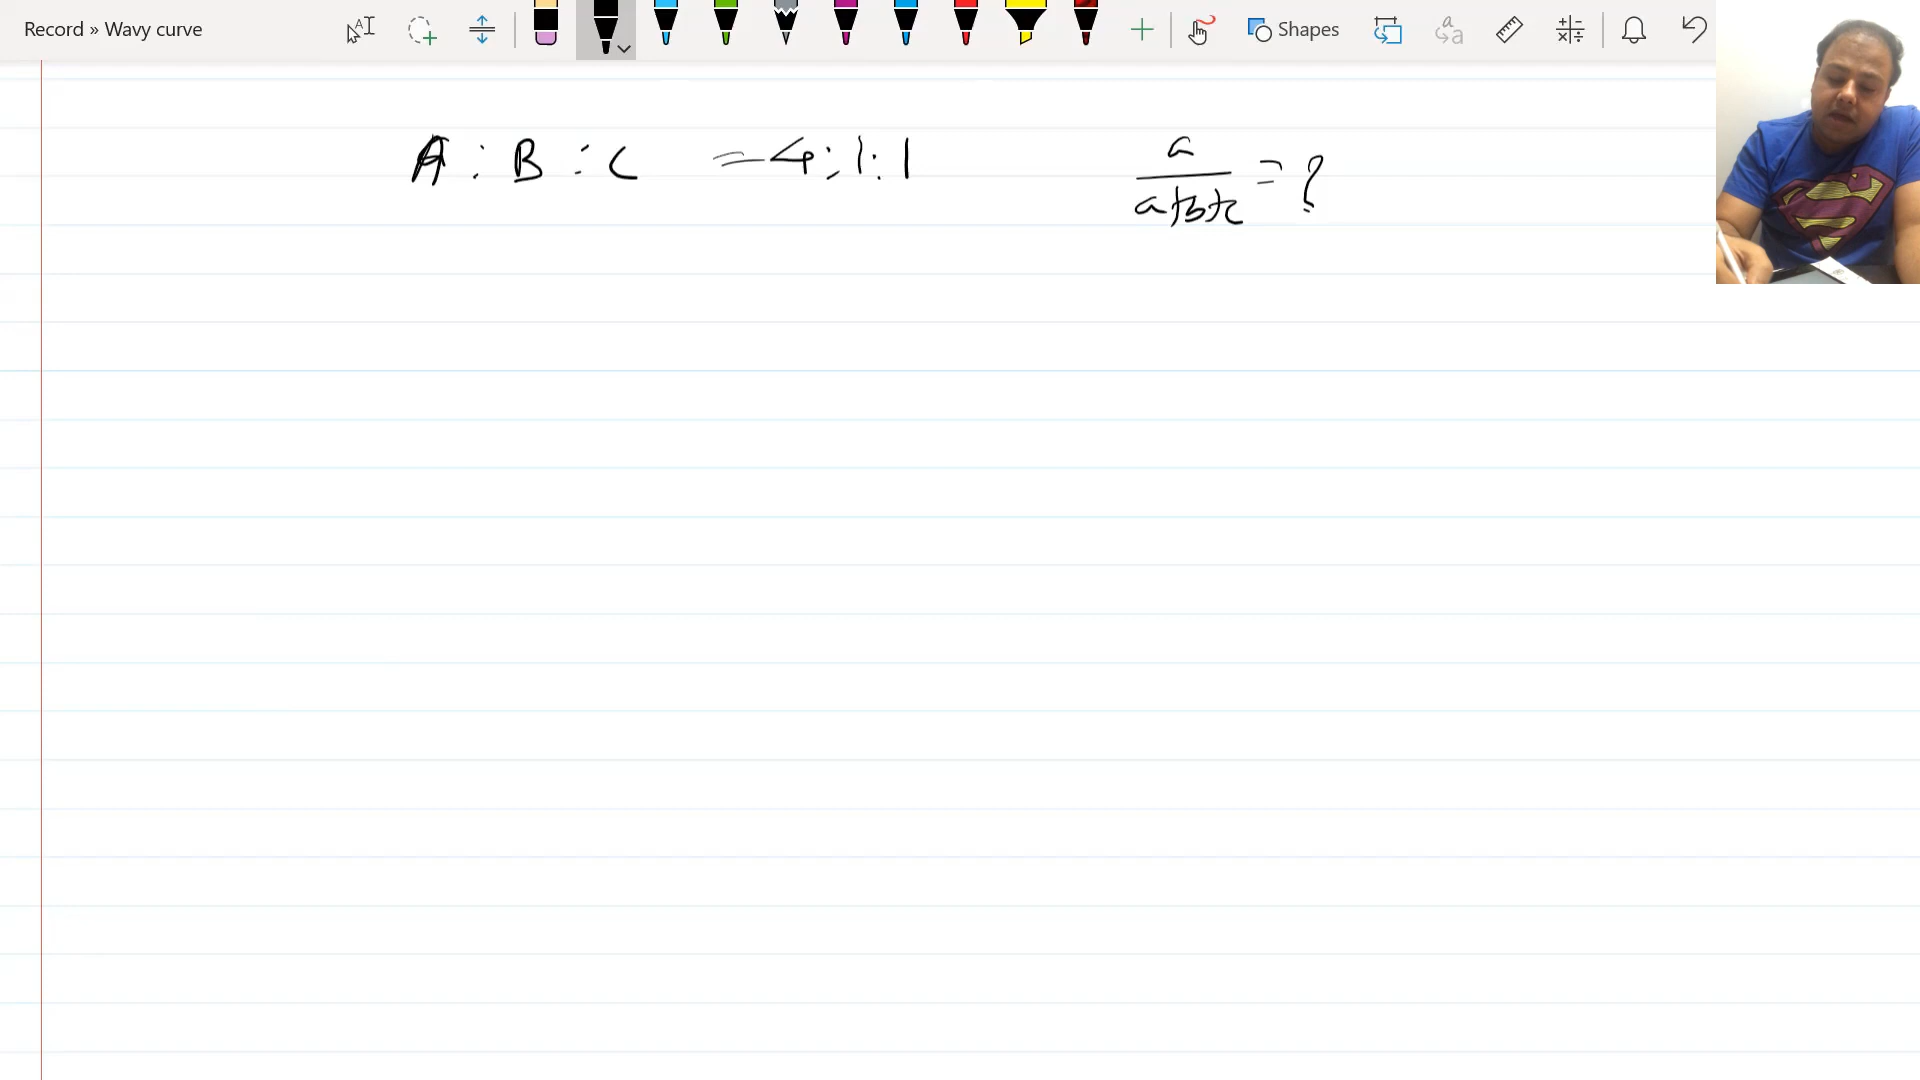 Record » Wavy curve
Shapes
A : B : C = 4 : 1 : 1
a
a+b+c
= ?